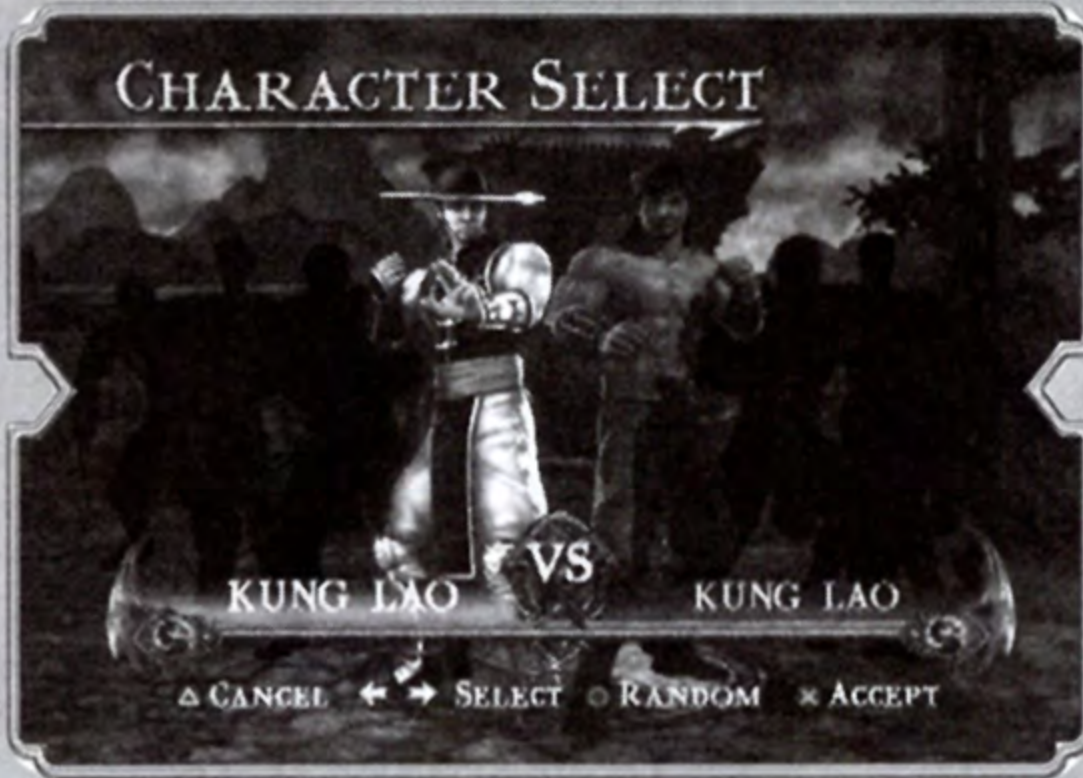 CHARACTER SELECT
KUNG LAO VS KUNG LAO
△ CANCEL ← → SELECT ○ RANDOM × ACCEPT